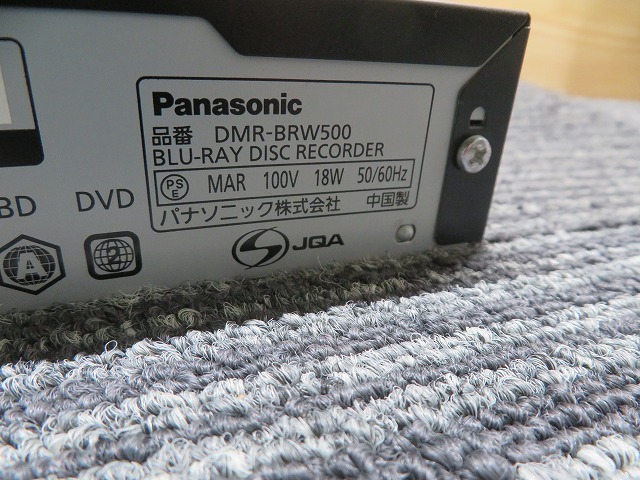 Panasonic
品番 DMR-BRW500
BLU-RAY DISC RECORDER
PS E MAR 100V 18W 50/60Hz
パナソニック株式会社 中国製
BD DVD
A 2
JQA